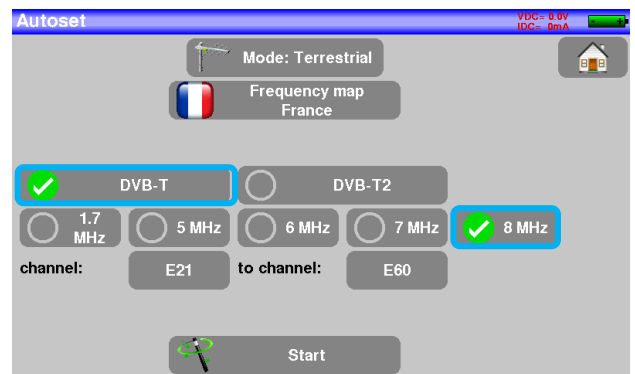 Autoset
VDC= 0.0V
IDC= 0mA
Mode: Terrestrial
Frequency map
France
DVB-T
DVB-T2
1.7
MHz
5 MHz
6 MHz
7 MHz
8 MHz
channel:
E21
to channel:
E60
Start